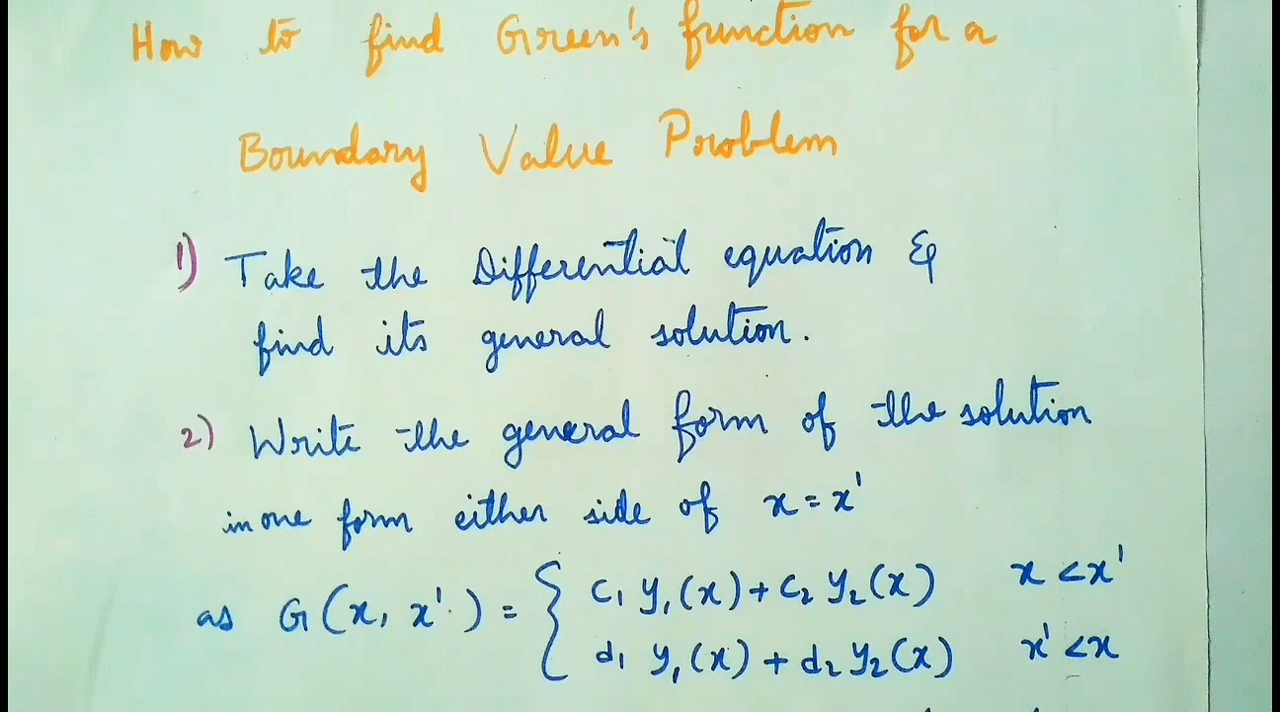 How to find Green's function for a
Boundary Value Problem
1) Take the Differential equation &
find its general solution.
2) Write the general form of the solution
in one form either side of x = x'
as G(x, x') = { c₁ y₁(x) + c₂ y₂(x) x < x'
d₁ y₁(x) + d₂ y₂(x) x' < x